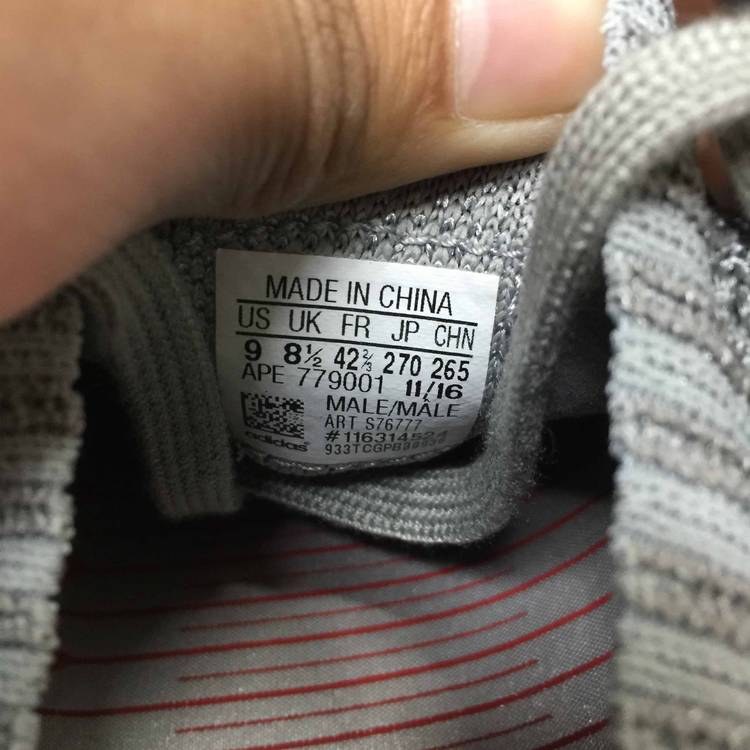 MADE IN CHINA
US UK FR JP CHN
9 8½ 42⅔ 270 265
APE 779001 11/16
MALE/MÂLE
ART S76777
adidas